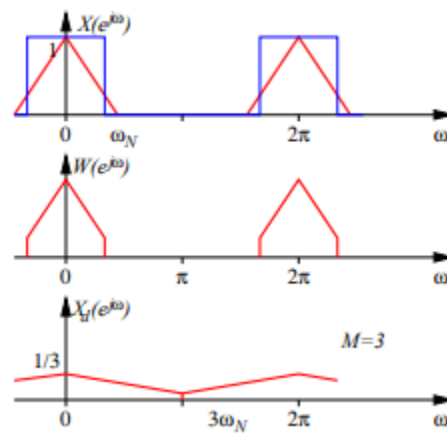 X(e^{jω})
1
0 ω_N 2π ω
W(e^{jω})
0 π 2π ω
X_d(e^{jω})
1/3
M=3
0 3ω_N 2π ω